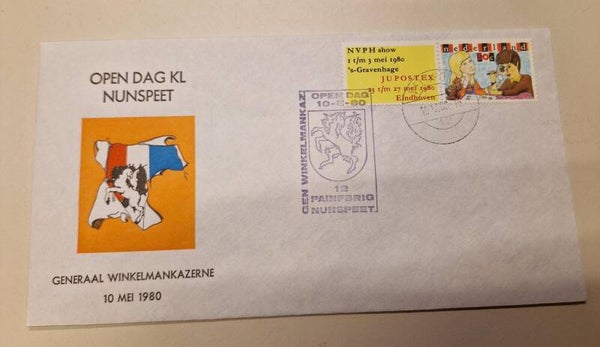 OPEN DAG KL
NUNSPEET
GENERAAL WINKELMANKAZERNE
10 MEI 1980
GEN WINKELMANKAZ
OPEN DAG
10-5-80
12
PAINFBRIG
NUNSPEET
NVPH show
1 t/m 3 mei 1980
's-Gravenhage
JUPOSTEX
23 t/m 27 mei 1980
Eindhoven
nederland
50c